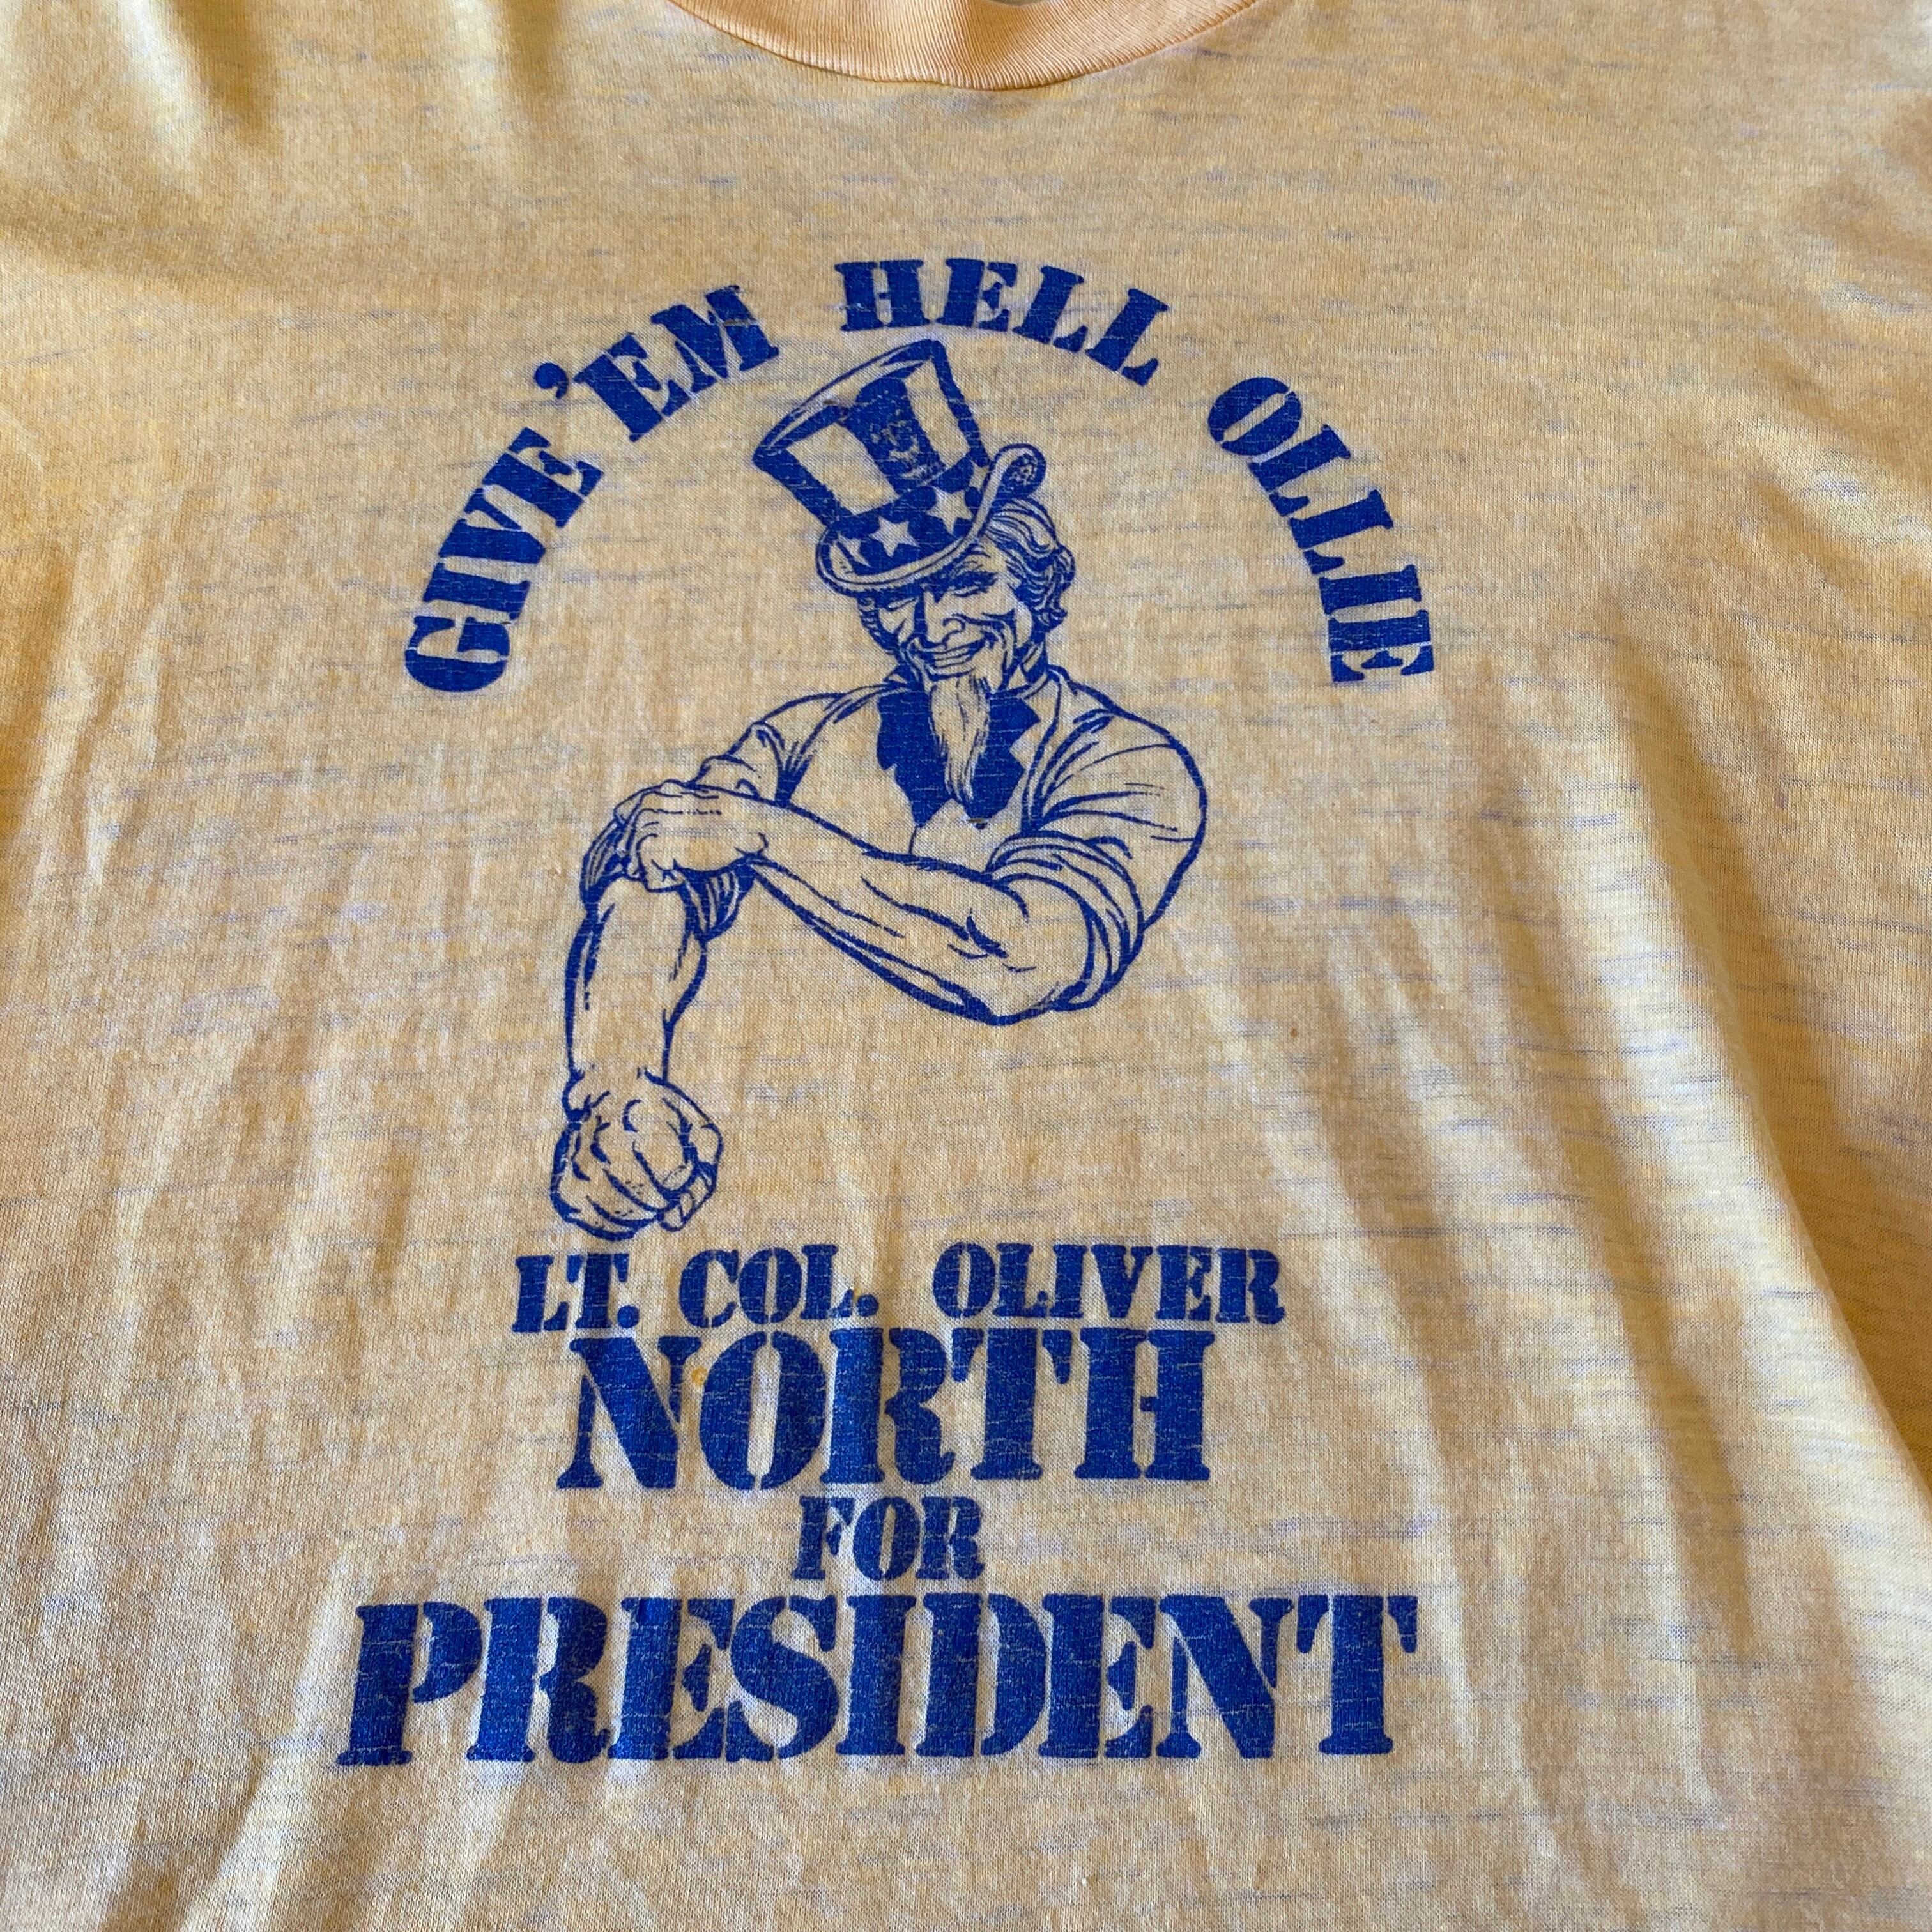 GIVE 'EM HELL OLLIE
LT. COL. OLIVER
NORTH
FOR
PRESIDENT